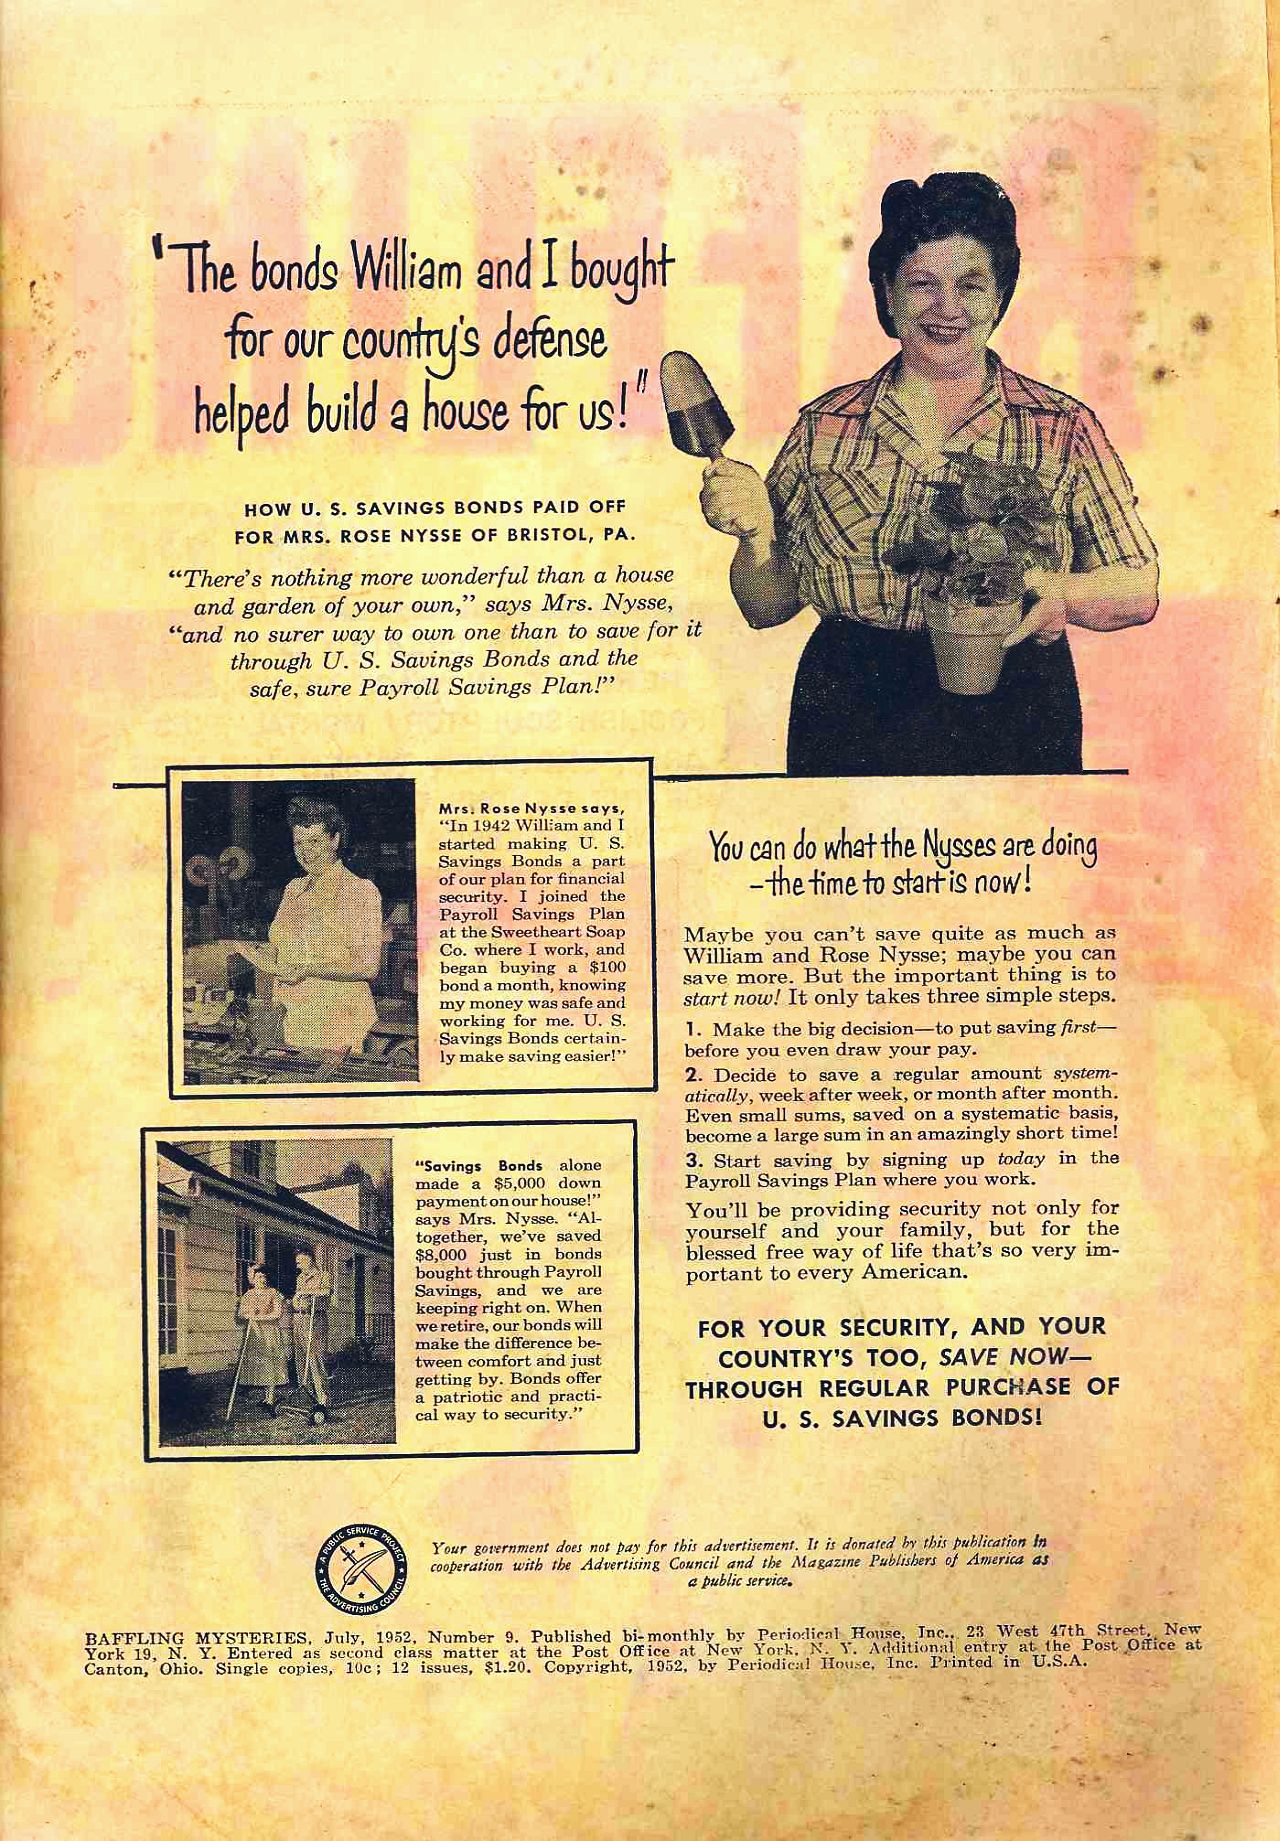 "The bonds William and I bought
for our country's defense
helped build a house for us!"
HOW U. S. SAVINGS BONDS PAID OFF
FOR MRS. ROSE NYSSE OF BRISTOL, PA.
“There's nothing more wonderful than a house
and garden of your own,” says Mrs. Nysse,
“and no surer way to own one than to save for it
through U. S. Savings Bonds and the
safe, sure Payroll Savings Plan!”
Mrs. Rose Nysse says,
“In 1942 William and I
started making U. S.
Savings Bonds a part
of our plan for financial
security. I joined the
Payroll Savings Plan
at the Sweetheart Soap
Co. where I work, and
began buying a $100
bond a month, knowing
my money was safe and
working for me. U. S.
Savings Bonds certain-
ly make saving easier!”
“Savings Bonds alone
made a $5,000 down
payment on our house!”
says Mrs. Nysse. “Al-
together, we've saved
$8,000 just in bonds
bought through Payroll
Savings, and we are
keeping right on. When
we retire, our bonds will
make the difference be-
tween comfort and just
getting by. Bonds offer
a patriotic and practi-
cal way to security.”
You can do what the Nysses are doing
-the time to start is now!
Maybe you can't save quite as much as
William and Rose Nysse; maybe you can
save more. But the important thing is to
start now! It only takes three simple steps.
1. Make the big decision—to put saving first—
before you even draw your pay.
2. Decide to save a regular amount system-
atically, week after week, or month after month.
Even small sums, saved on a systematic basis,
become a large sum in an amazingly short time!
3. Start saving by signing up today in the
Payroll Savings Plan where you work.
You'll be providing security not only for
yourself and your family, but for the
blessed free way of life that's so very im-
portant to every American.
FOR YOUR SECURITY, AND YOUR
COUNTRY'S TOO, SAVE NOW—
THROUGH REGULAR PURCHASE OF
U. S. SAVINGS BONDS!
A PUBLIC SERVICE PROJECT
THE ADVERTISING COUNCIL
Your government does not pay for this advertisement. It is donated by this publication in
cooperation with the Advertising Council and the Magazine Publishers of America as
a public service.
BAFFLING MYSTERIES, July, 1952, Number 9. Published bi-monthly by Periodical House, Inc., 23 West 47th Street, New
York 19, N. Y. Entered as second class matter at the Post Office at New York, N. Y. Additional entry at the Post Office at
Canton, Ohio. Single copies, 10c; 12 issues, $1.20. Copyright, 1952, by Periodical House, Inc. Printed in U.S.A.